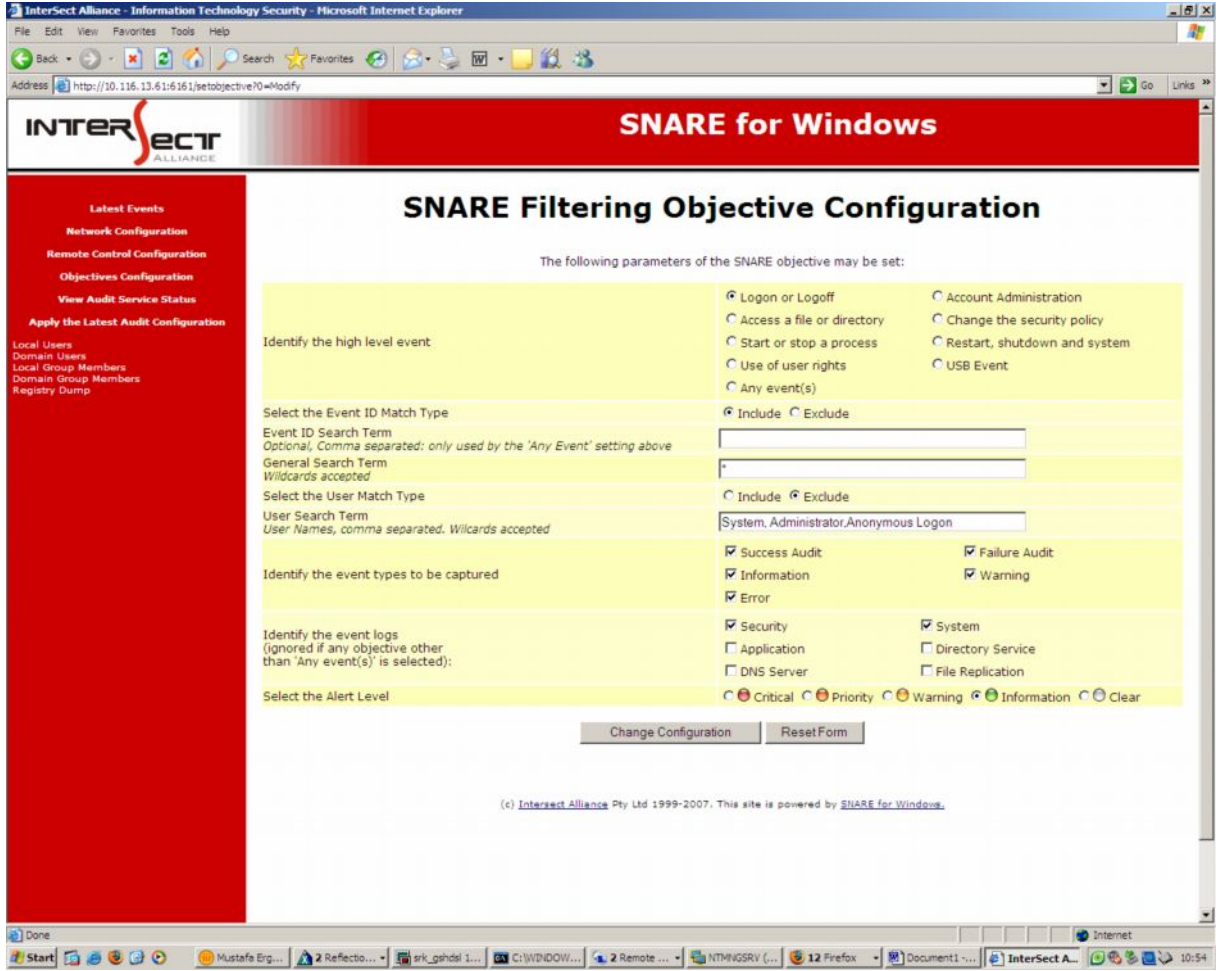 InterSect Alliance - Information Technology Security - Microsoft Internet Explorer
File Edit View Favorites Tools Help
Back Search Favorites
Address http://10.116.13.61:6161/setobjective?0=Modify Go Links »
INTERSECT ALLIANCE
SNARE for Windows
Latest Events
Network Configuration
Remote Control Configuration
Objectives Configuration
View Audit Service Status
Apply the Latest Audit Configuration
Local Users
Domain Users
Local Group Members
Domain Group Members
Registry Dump
SNARE Filtering Objective Configuration
The following parameters of the SNARE objective may be set:
Identify the high level event
Logon or Logoff Account Administration
Access a file or directory Change the security policy
Start or stop a process Restart, shutdown and system
Use of user rights USB Event
Any event(s)
Select the Event ID Match Type Include Exclude
Event ID Search Term
Optional, Comma separated: only used by the 'Any Event' setting above
General Search Term *
Wildcards accepted
Select the User Match Type Include Exclude
User Search Term System, Administrator,Anonymous Logon
User Names, comma separated. Wilcards accepted
Identify the event types to be captured
Success Audit Failure Audit
Information Warning
Error
Identify the event logs
(ignored if any objective other
than 'Any event(s)' is selected):
Security System
Application Directory Service
DNS Server File Replication
Select the Alert Level Critical Priority Warning Information Clear
Change Configuration Reset Form
(c) Intersect Alliance Pty Ltd 1999-2007. This site is powered by SNARE for Windows.
Done Internet
Start Mustafa Erg... 2 Reflectio... srk_gshdsl 1... C:\WINDOW... 2 Remote ... NTMNGSRV (... 12 Firefox Document1 -... InterSect A... 10:54